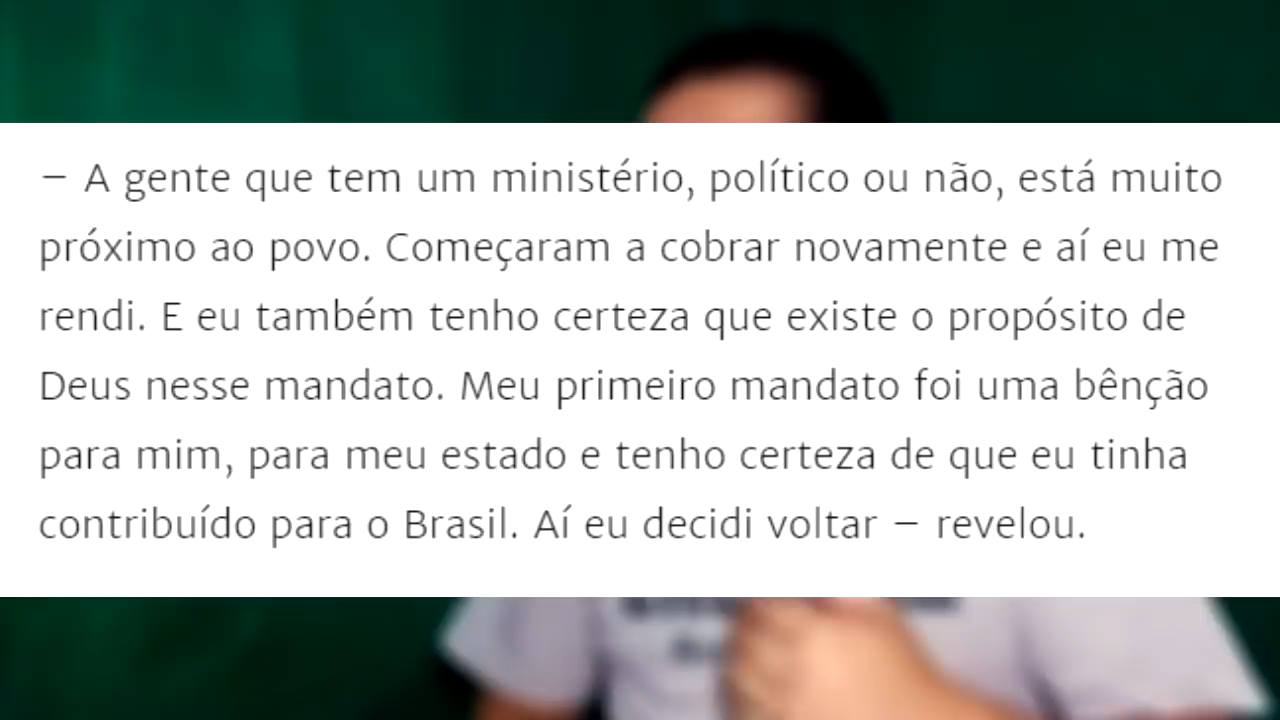 – A gente que tem um ministério, político ou não, está muito
próximo ao povo. Começaram a cobrar novamente e aí eu me
rendi. E eu também tenho certeza que existe o propósito de
Deus nesse mandato. Meu primeiro mandato foi uma bênção
para mim, para meu estado e tenho certeza de que eu tinha
contribuído para o Brasil. Aí eu decidi voltar – revelou.